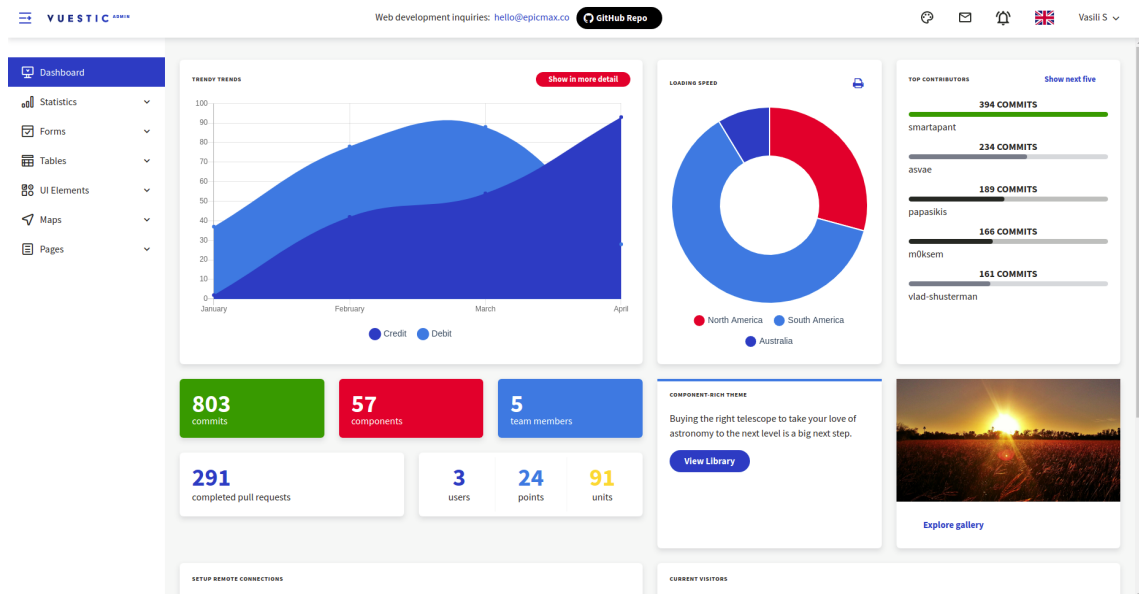 VUESTIC ADMIN
Web development inquiries: hello@epicmax.co
GitHub Repo
Vasili S
Dashboard
Statistics
Forms
Tables
UI Elements
Maps
Pages
TRENDY TRENDS
Show in more detail
100
90
80
70
60
50
40
30
20
10
0
January February March April
Credit Debit
LOADING SPEED
North America South America
Australia
TOP CONTRIBUTORS
Show next five
394 COMMITS
smartapant
234 COMMITS
asvae
189 COMMITS
papasikis
166 COMMITS
m0ksem
161 COMMITS
vlad-shusterman
803
commits
57
components
5
team members
291
completed pull requests
3
users
24
points
91
units
COMPONENT-RICH THEME
Buying the right telescope to take your love of
astronomy to the next level is a big next step.
View Library
Explore gallery
SETUP REMOTE CONNECTIONS
CURRENT VISITORS